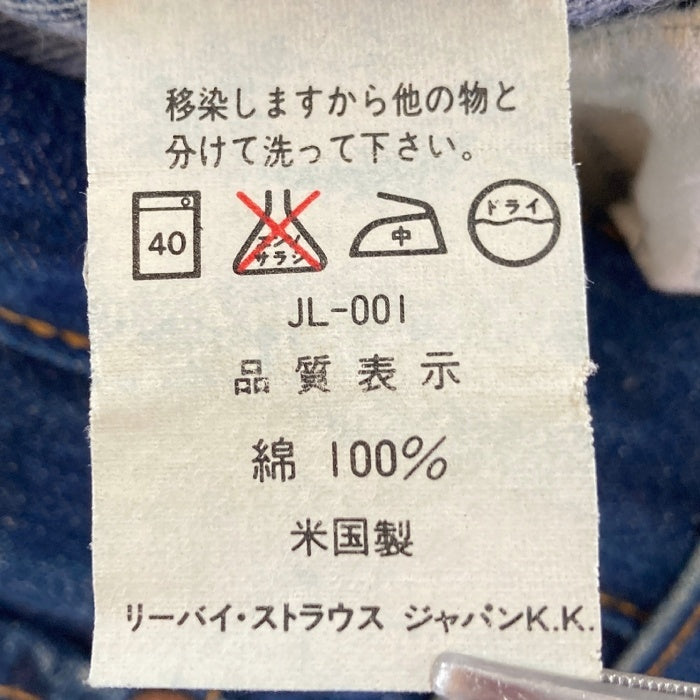 移染しますから他の物と
分けて洗って下さい。
40
エンソ
サラシ
中
ドライ
JL-001
品質表示
綿 100%
米国製
リーバイ・ストラウス ジャパンK.K.